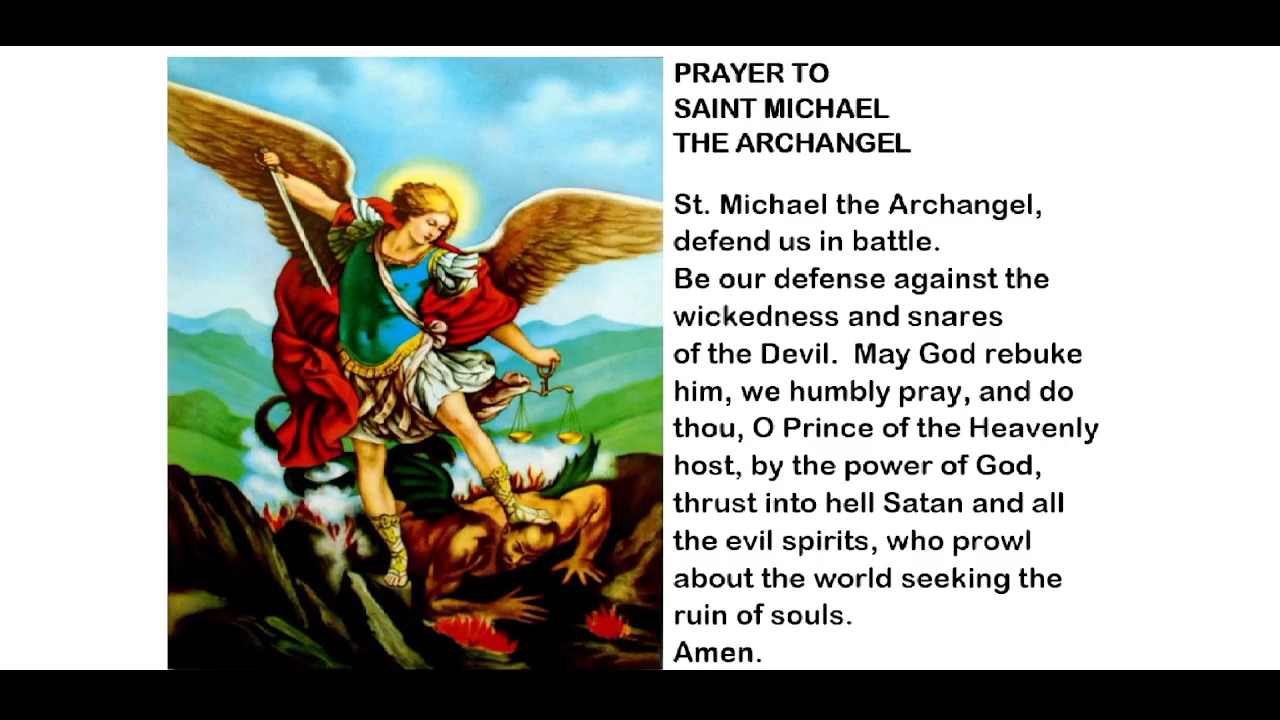 PRAYER TO
SAINT MICHAEL
THE ARCHANGEL
St. Michael the Archangel,
defend us in battle.
Be our defense against the
wickedness and snares
of the Devil.  May God rebuke
him, we humbly pray, and do
thou, O Prince of the Heavenly
host, by the power of God,
thrust into hell Satan and all
the evil spirits, who prowl
about the world seeking the
ruin of souls.
Amen.